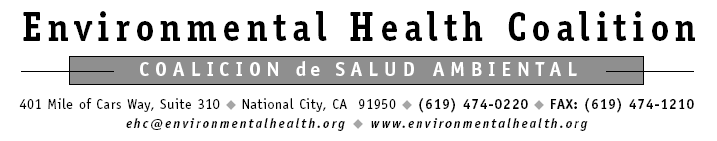 Environmental Health Coalition
COALICION de SALUD AMBIENTAL
401 Mile of Cars Way, Suite 310 ◆ National City, CA 91950 ◆ (619) 474-0220 ◆ FAX: (619) 474-1210
ehc@environmentalhealth.org ◆ www.environmentalhealth.org